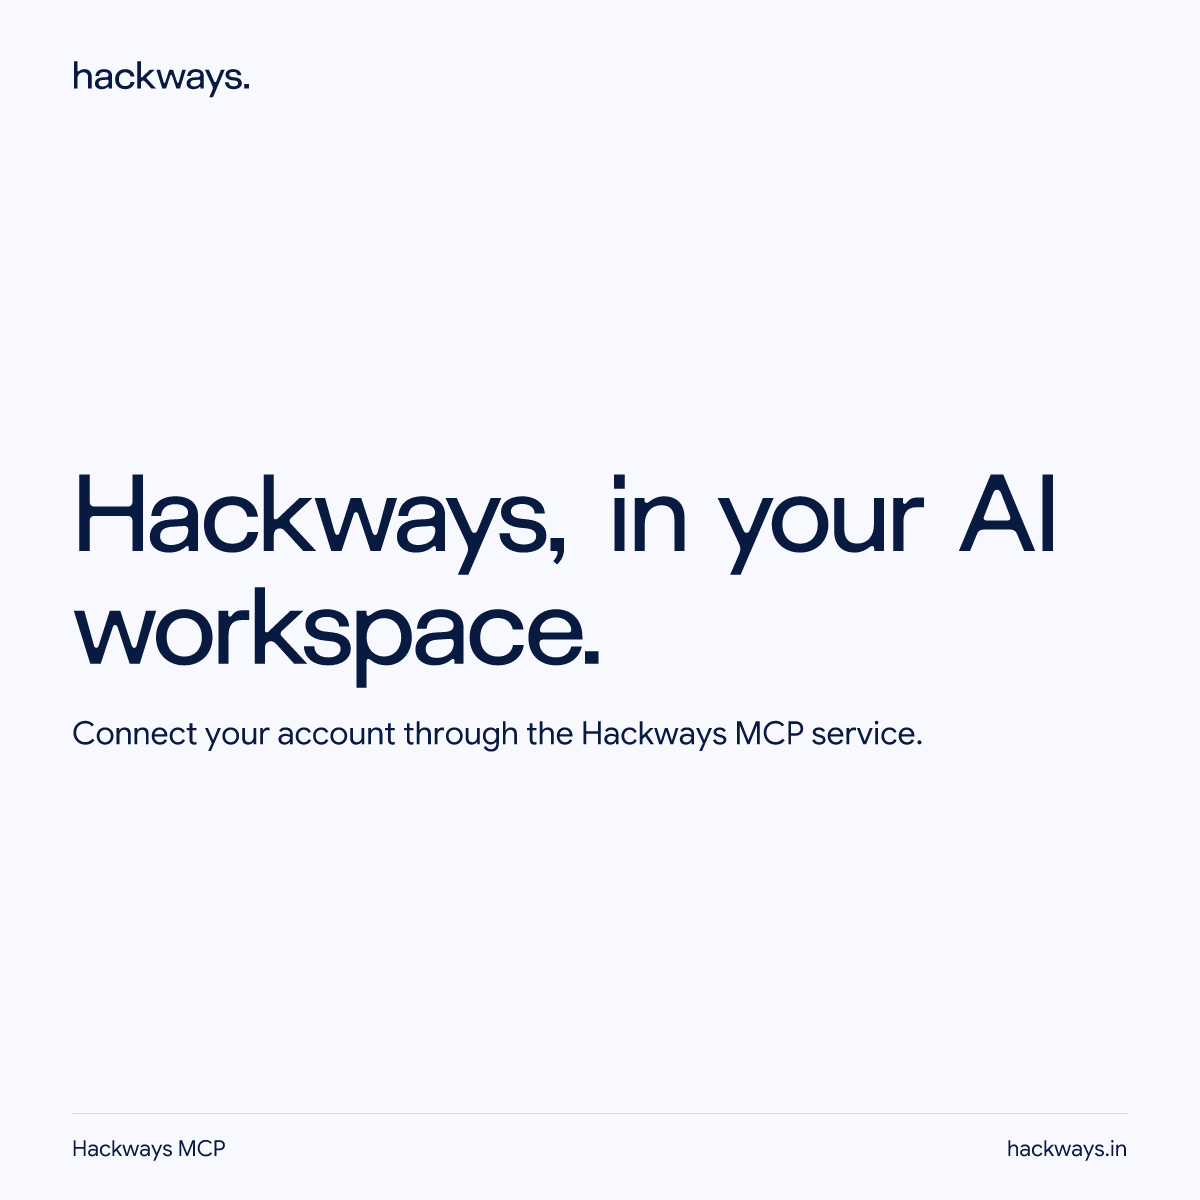 hackways.
Hackways, in your AI
workspace.
Connect your account through the Hackways MCP service.
Hackways MCP
hackways.in